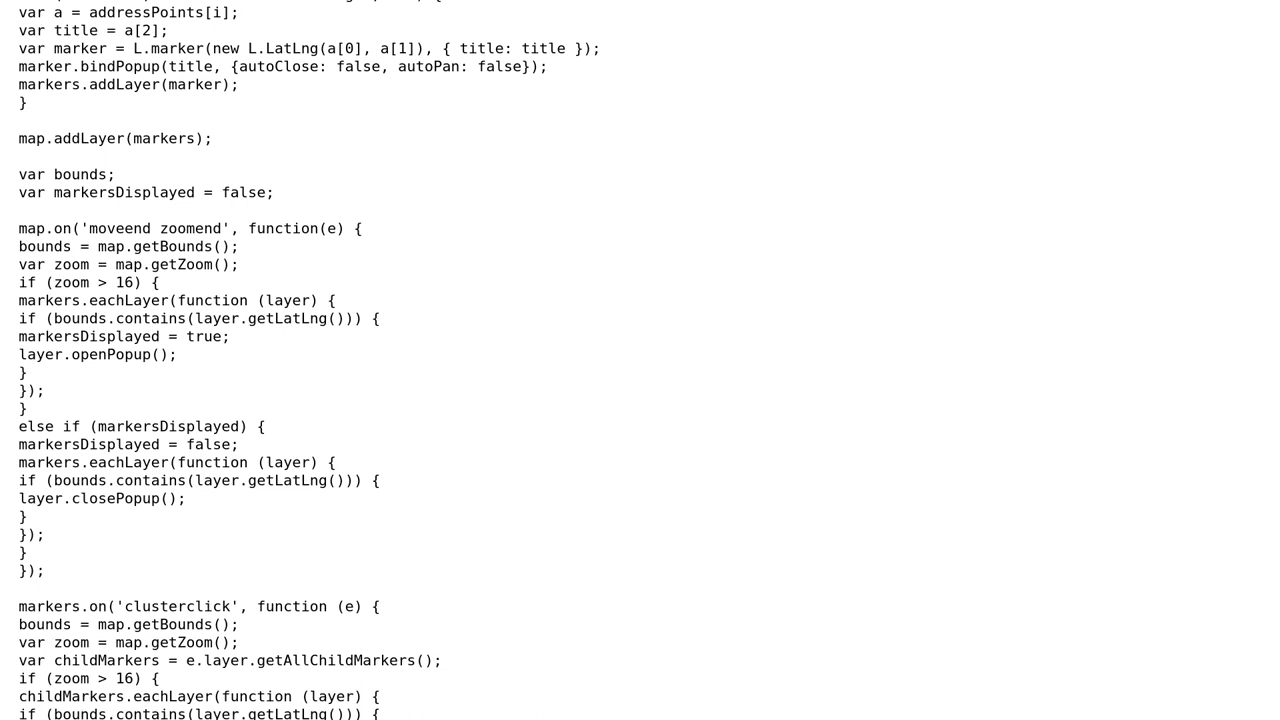 var a = addressPoints[i];
var title = a[2];
var marker = L.marker(new L.LatLng(a[0], a[1]), { title: title });
marker.bindPopup(title, {autoClose: false, autoPan: false});
markers.addLayer(marker);
}
map.addLayer(markers);
var bounds;
var markersDisplayed = false;
map.on('moveend zoomend', function(e) {
bounds = map.getBounds();
var zoom = map.getZoom();
if (zoom > 16) {
markers.eachLayer(function (layer) {
if (bounds.contains(layer.getLatLng())) {
markersDisplayed = true;
layer.openPopup();
}
});
}
else if (markersDisplayed) {
markersDisplayed = false;
markers.eachLayer(function (layer) {
if (bounds.contains(layer.getLatLng())) {
layer.closePopup();
}
});
}
});
markers.on('clusterclick', function (e) {
bounds = map.getBounds();
var zoom = map.getZoom();
var childMarkers = e.layer.getAllChildMarkers();
if (zoom > 16) {
childMarkers.eachLayer(function (layer) {
if (bounds.contains(layer.getLatLng())) {